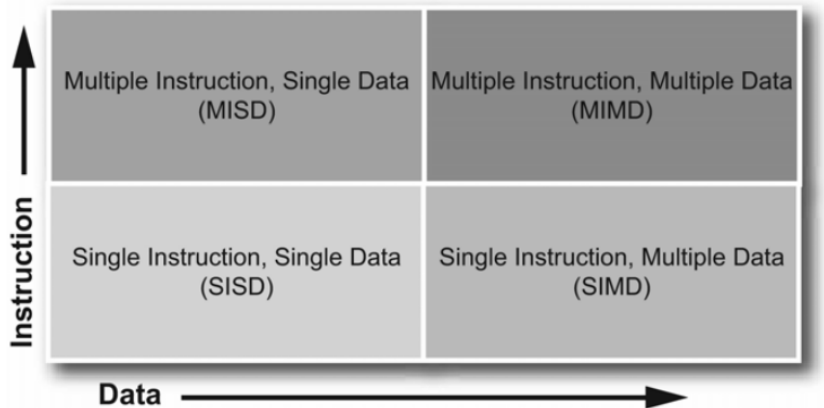 Multiple Instruction, Single Data
(MISD)
Multiple Instruction, Multiple Data
(MIMD)
Single Instruction, Single Data
(SISD)
Single Instruction, Multiple Data
(SIMD)
Instruction
Data